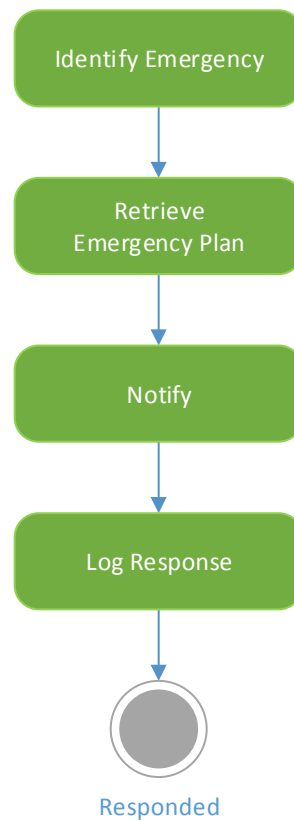 Identify Emergency
Retrieve
Emergency Plan
Notify
Log Response
Responded